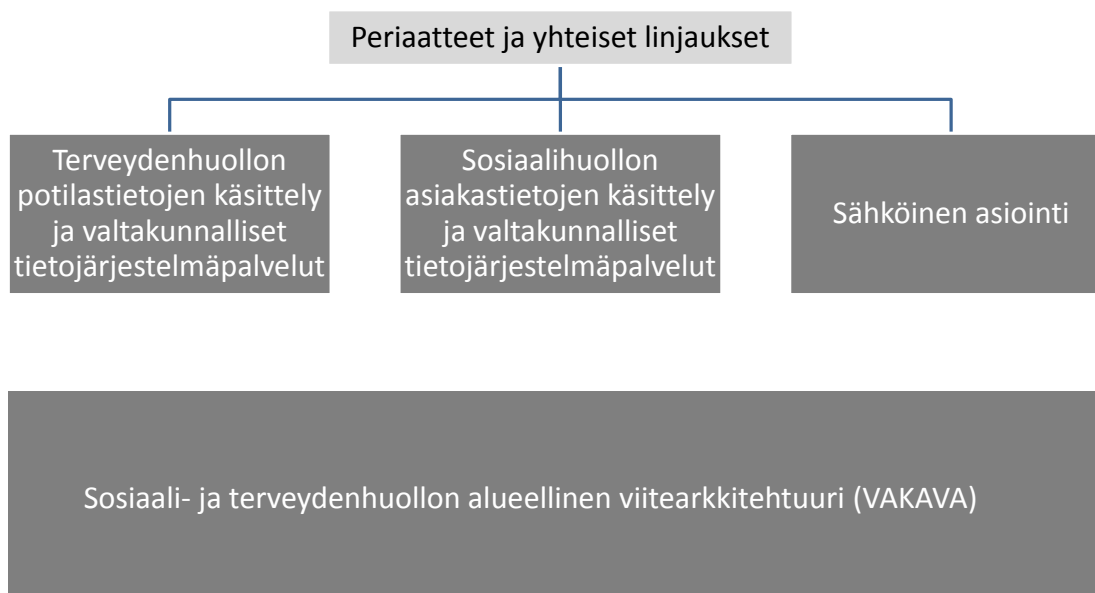 Periaatteet ja yhteiset linjaukset
Terveydenhuollon
potilastietojen käsittely
ja valtakunnalliset
tietojärjestelmäpalvelut
Sosiaalihuollon
asiakastietojen käsittely
ja valtakunnalliset
tietojärjestelmäpalvelut
Sähköinen asiointi
Sosiaali- ja terveydenhuollon alueellinen viitearkkitehtuuri (VAKAVA)